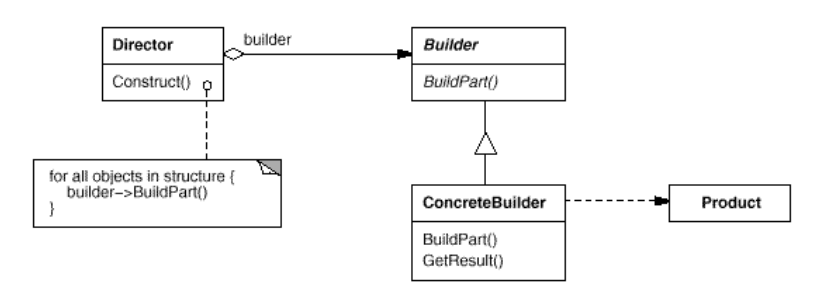 Director
Construct()
builder
Builder
BuildPart()
for all objects in structure {
builder->BuildPart()
}
ConcreteBuilder
BuildPart()
GetResult()
Product